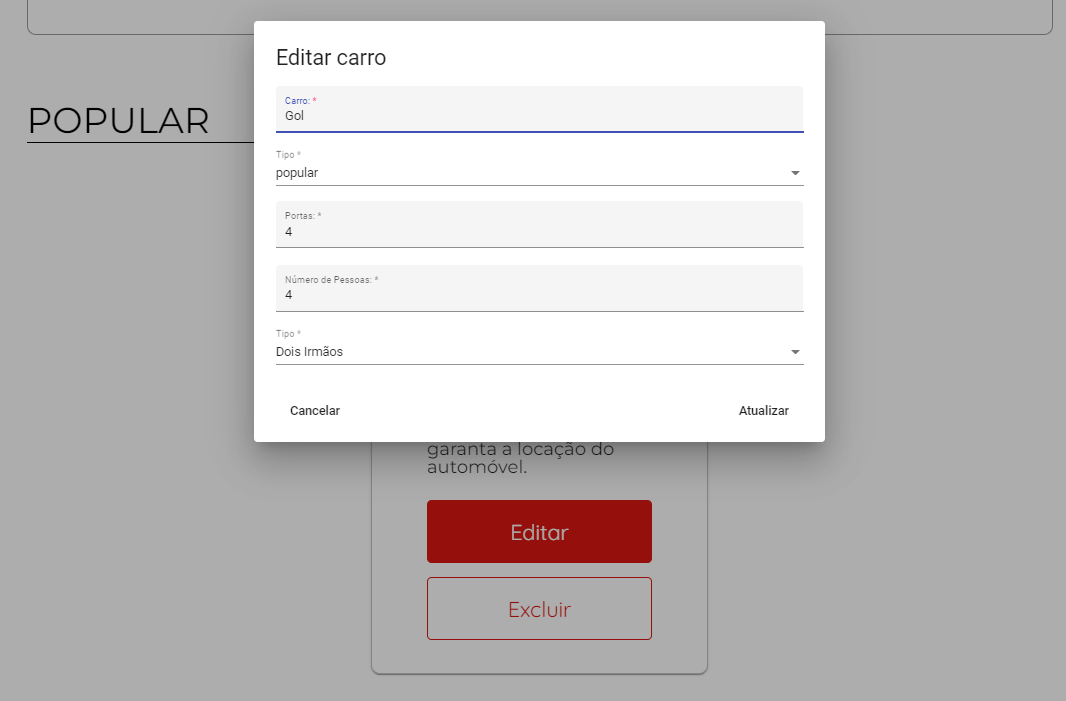 Editar carro
Carro: *
Gol
POPULAR
Tipo *
popular
Portas: *
4
Número de Pessoas: *
4
Tipo *
Dois Irmãos
Cancelar
Atualizar
garanta a locação do
automóvel.
Editar
Excluir